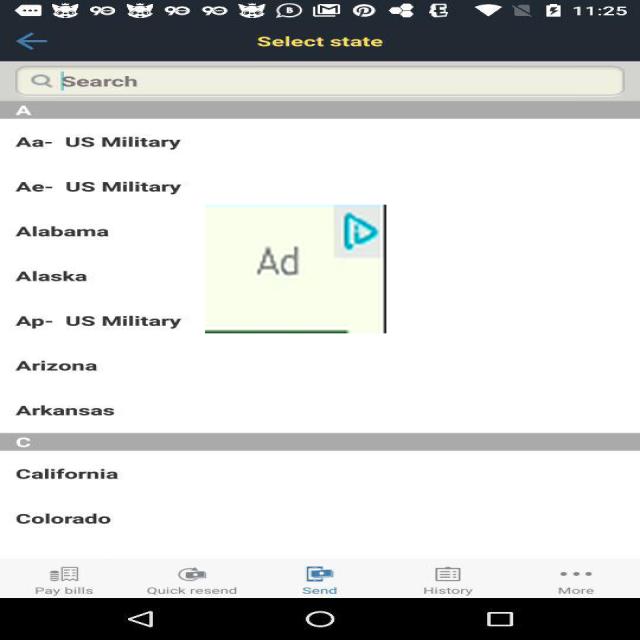 11:25
Select state
Search
A
Aa- US Military
Ae- US Military
Alabama
Ad
Alaska
Ap- US Military
Arizona
Arkansas
C
California
Colorado
Pay bills Quick resend Send History More